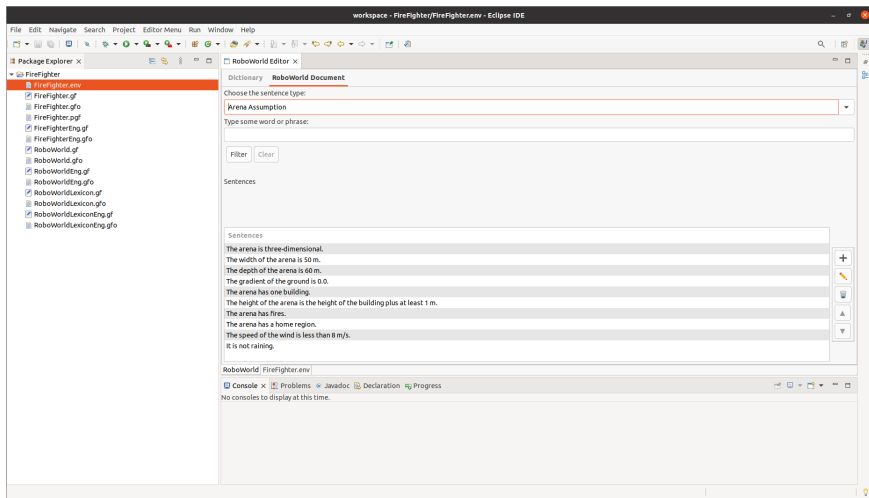 workspace - FireFighter/FireFighter.env - Eclipse IDE
File Edit Navigate Search Project Editor Menu Run Window Help
Package Explorer
FireFighter
FireFighter.env
FireFighter.gf
FireFighter.gfo
FireFighter.pgf
FireFighterEng.gf
FireFighterEng.gfo
RoboWorld.gf
RoboWorld.gfo
RoboWorldEng.gf
RoboWorldEng.gfo
RoboWorldLexicon.gf
RoboWorldLexicon.gfo
RoboWorldLexiconEng.gf
RoboWorldLexiconEng.gfo
RoboWorld Editor
Dictionary RoboWorld Document
Choose the sentence type:
Arena Assumption
Type some word or phrase:
Filter Clear
Sentences
Sentences
The arena is three-dimensional.
The width of the arena is 50 m.
The depth of the arena is 60 m.
The gradient of the ground is 0.0.
The arena has one building.
The height of the arena is the height of the building plus at least 1 m.
The arena has fires.
The arena has a home region.
The speed of the wind is less than 8 m/s.
It is not raining.
RoboWorld FireFighter.env
Console Problems Javadoc Declaration Progress
No consoles to display at this time.